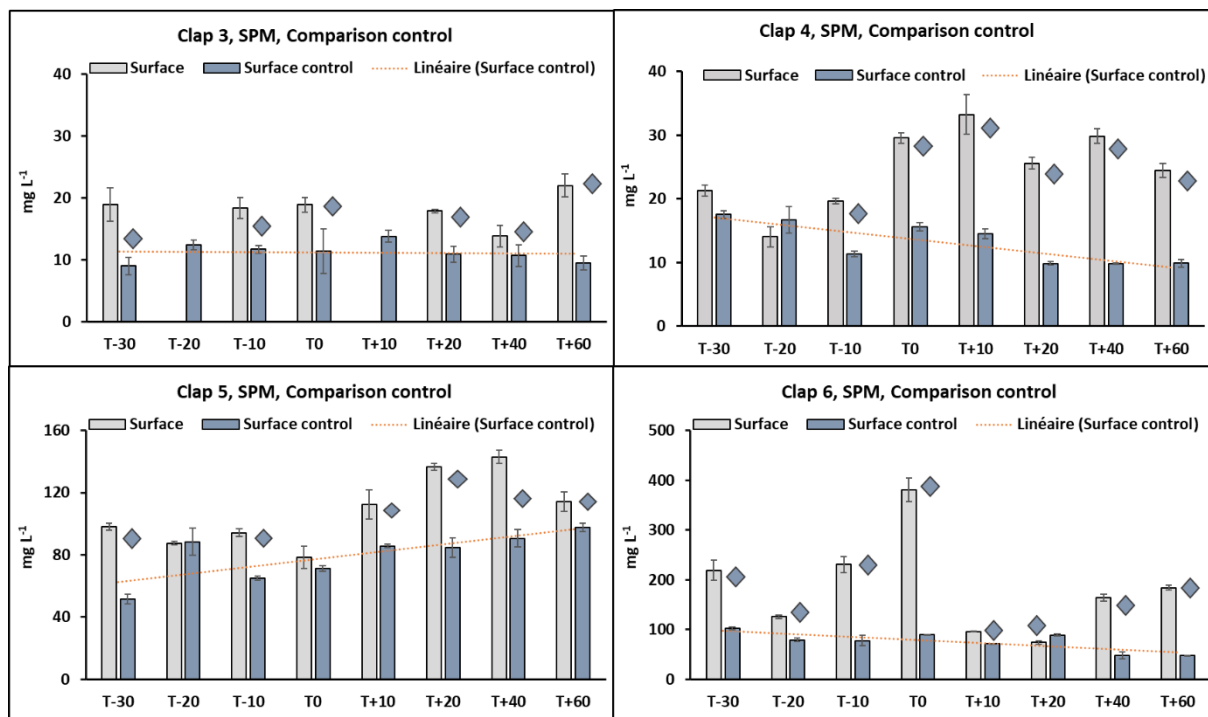 Clap 3, SPM, Comparison control
Surface Surface control Linéaire (Surface control)
40
30
20
10
0
mg L-1
T-30 T-20 T-10 T0 T+10 T+20 T+40 T+60
Clap 4, SPM, Comparison control
Surface Surface control Linéaire (Surface control)
40
30
20
10
0
mg L-1
T-30 T-20 T-10 T0 T+10 T+20 T+40 T+60
Clap 5, SPM, Comparison control
Surface Surface control Linéaire (Surface control)
160
120
80
40
0
mg L-1
T-30 T-20 T-10 T0 T+10 T+20 T+40 T+60
Clap 6, SPM, Comparison control
Surface Surface control Linéaire (Surface control)
500
400
300
200
100
0
mg L-1
T-30 T-20 T-10 T0 T+10 T+20 T+40 T+60